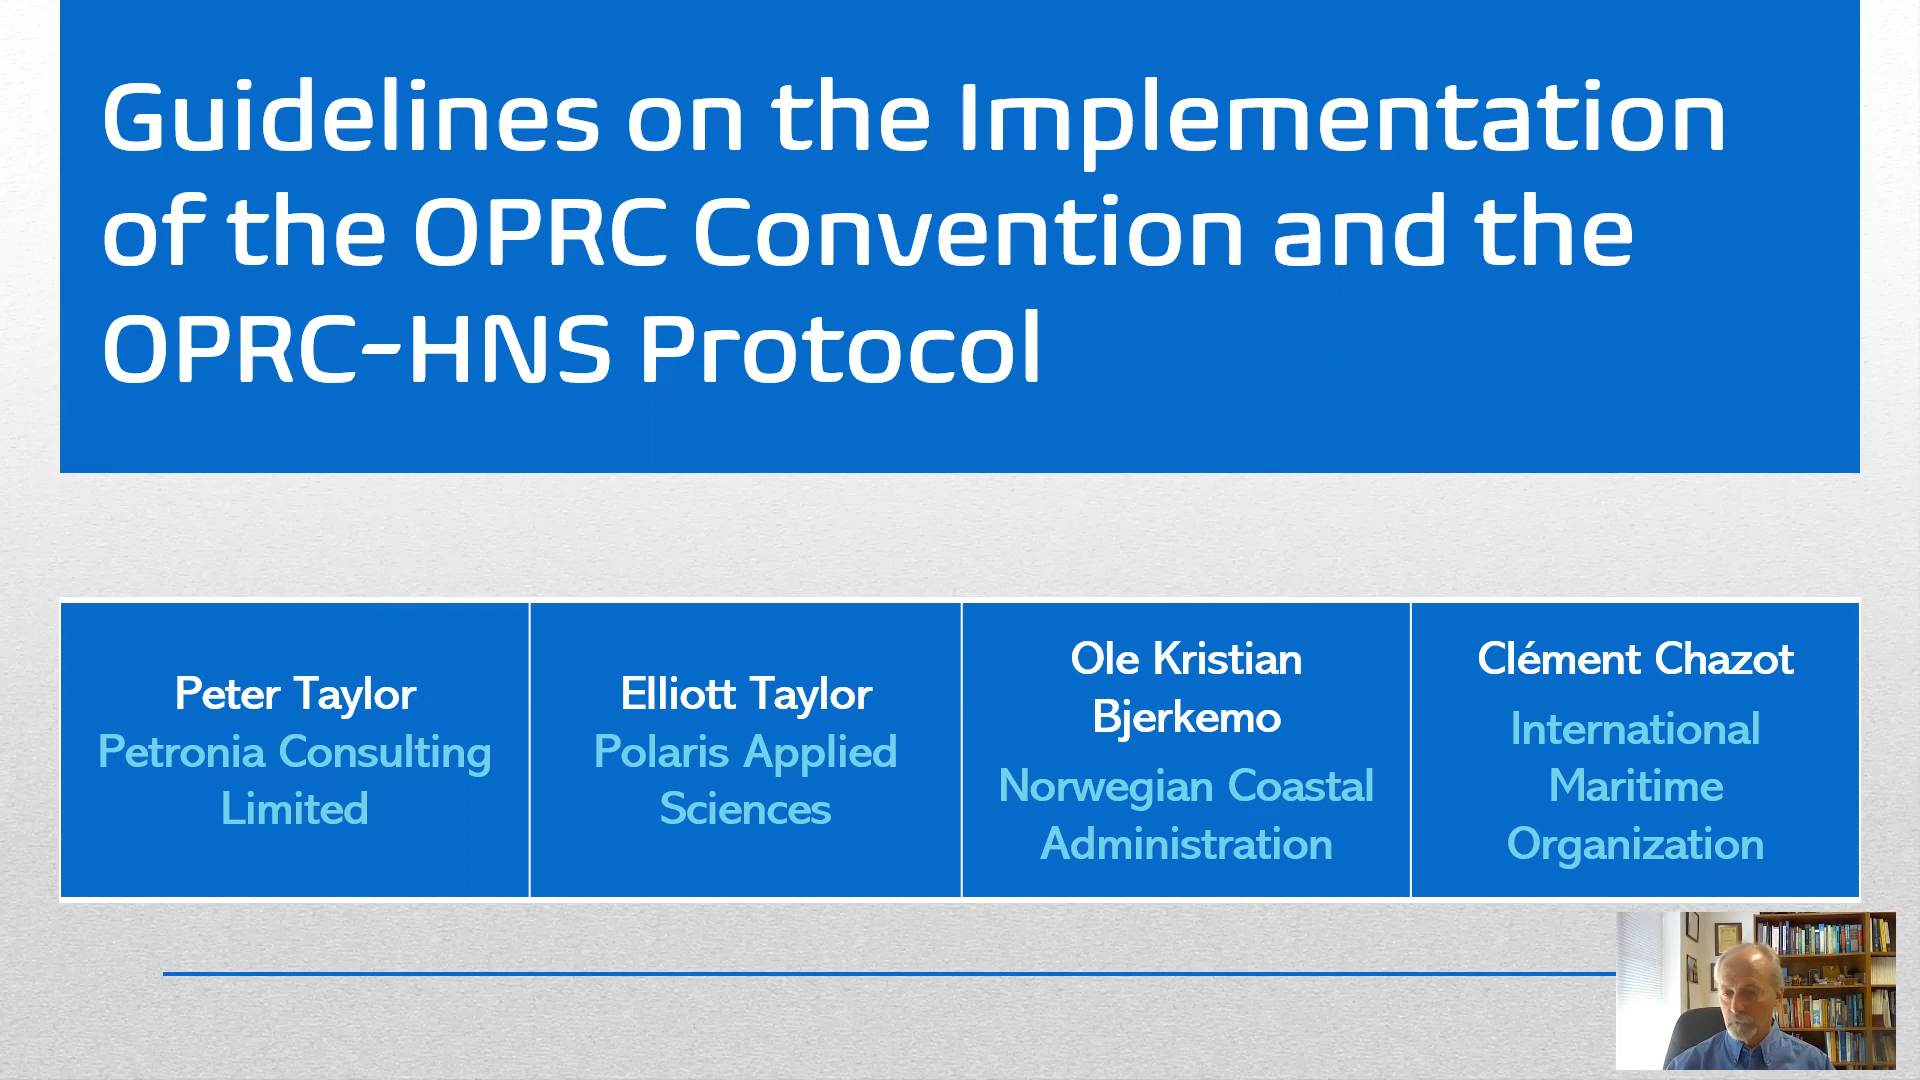 Guidelines on the Implementation
of the OPRC Convention and the
OPRC-HNS Protocol
Peter Taylor
Petronia Consulting
Limited
Elliott Taylor
Polaris Applied
Sciences
Ole Kristian
Bjerkemo
Norwegian Coastal
Administration
Clément Chazot
International
Maritime
Organization